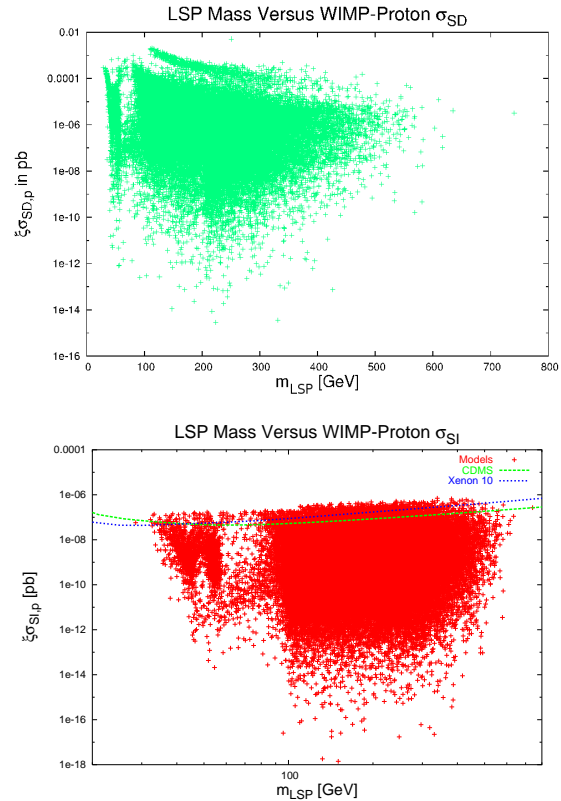 LSP Mass Versus WIMP-Proton σSD
0.01
0.0001
1e-06
1e-08
1e-10
1e-12
1e-14
1e-16
ξσSD,p in pb
0 100 200 300 400 500 600 700 800
mLSP [GeV]
LSP Mass Versus WIMP-Proton σSI
0.0001
Models
CDMS
Xenon 10
1e-06
1e-08
1e-10
1e-12
1e-14
1e-16
1e-18
ξσSI,p [pb]
100
mLSP [GeV]